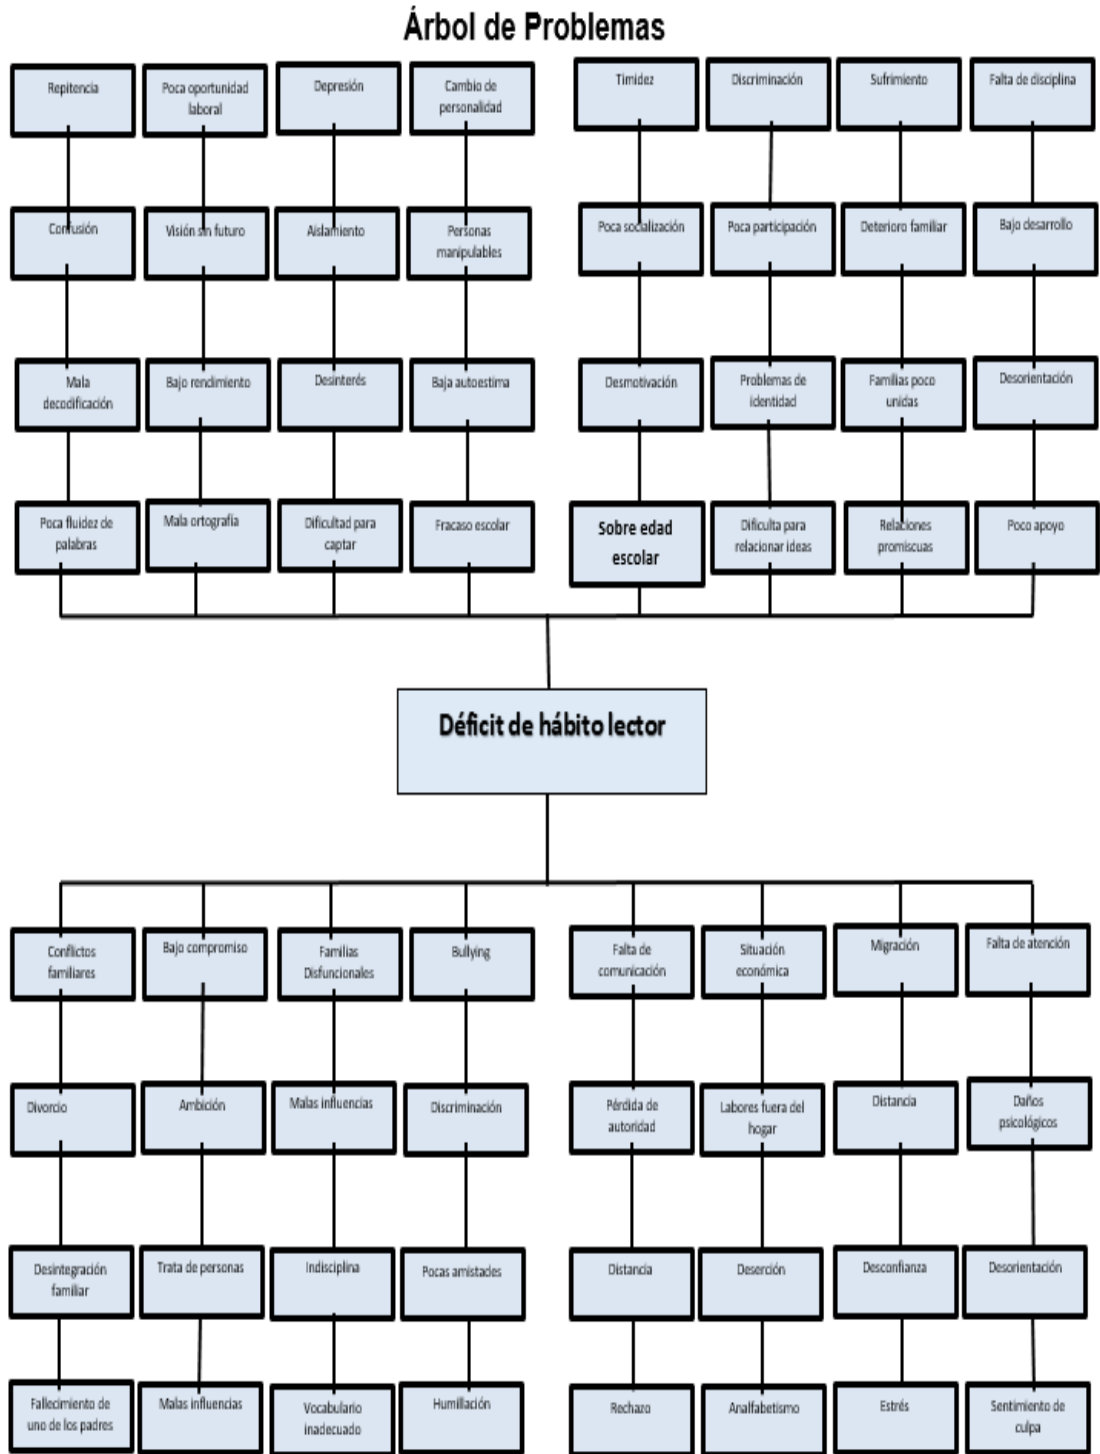 Árbol de Problemas
Repitencia
Poca oportunidad
laboral
Depresión
Cambio de
personalidad
Timidez
Discriminación
Sufrimiento
Falta de disciplina
Confusión
Visión sin futuro
Aislamiento
Personas
manipulables
Poca socialización
Poca participación
Deterioro familiar
Bajo desarrollo
Mala
decodificación
Bajo rendimiento
Desinterés
Baja autoestima
Desmotivación
Problemas de
identidad
Familias poco
unidas
Desorientación
Poca fluidez de
palabras
Mala ortografía
Dificultad para
captar
Fracaso escolar
Sobre edad
escolar
Dificulta para
relacionar ideas
Relaciones
promiscuas
Poco apoyo
Déficit de hábito lector
Conflictos
familiares
Bajo compromiso
Familias
Disfuncionales
Bullying
Falta de
comunicación
Situación
económica
Migración
Falta de atención
Divorcio
Ambición
Malas influencias
Discriminación
Pérdida de
autoridad
Labores fuera del
hogar
Distancia
Daños
psicológicos
Desintegración
familiar
Trata de personas
Indisciplina
Pocas amistades
Distancia
Deserción
Desconfianza
Desorientación
Fallecimiento de
uno de los padres
Malas influencias
Vocabulario
inadecuado
Humillación
Rechazo
Analfabetismo
Estrés
Sentimiento de
culpa